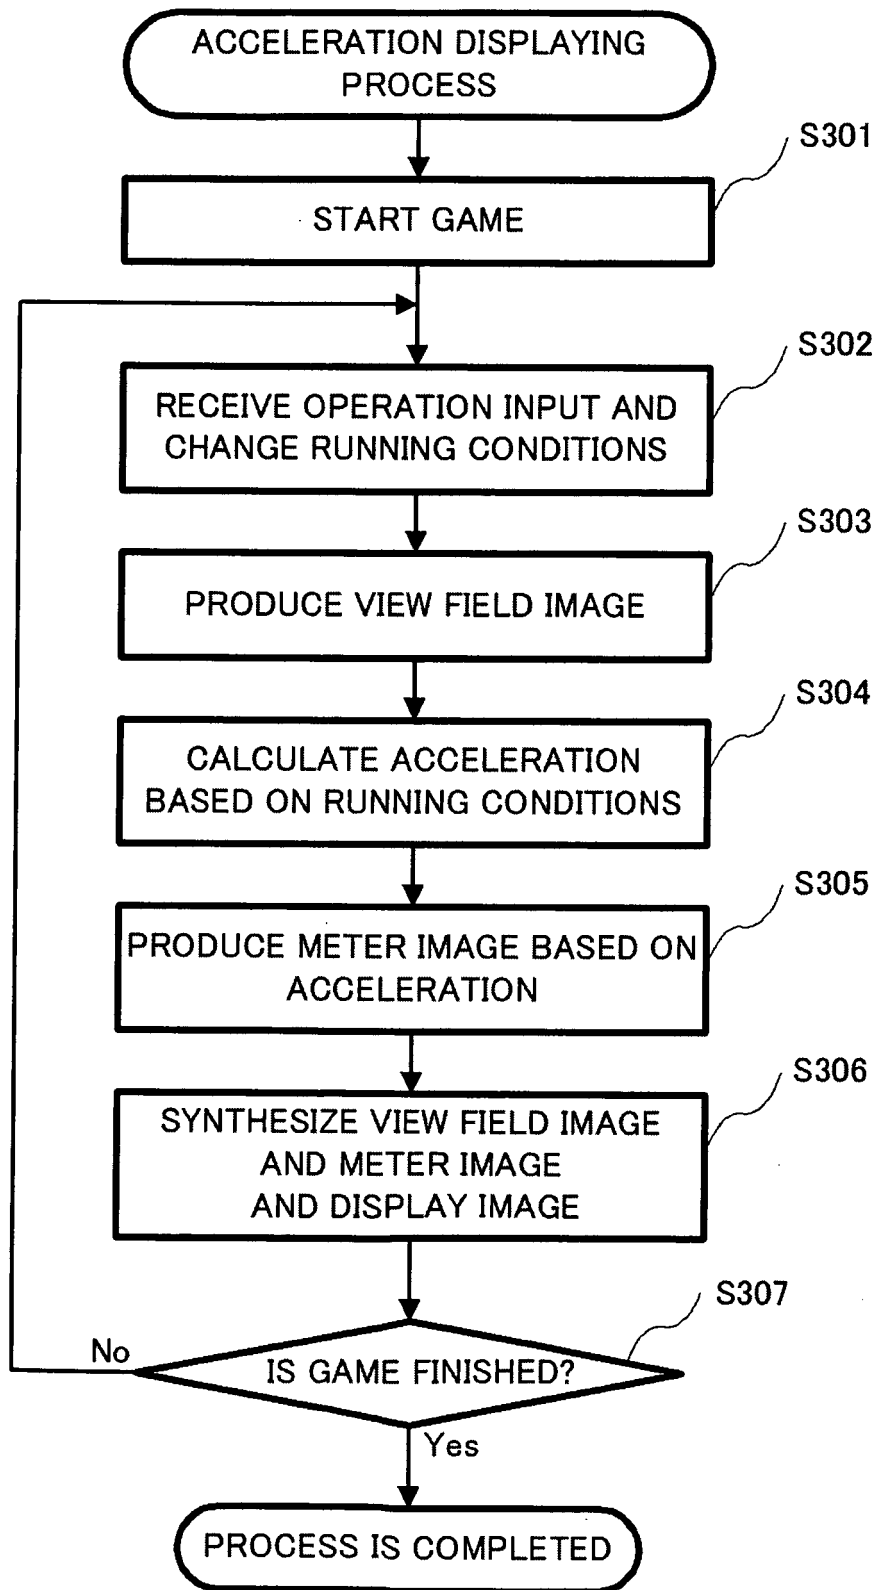 ACCELERATION DISPLAYING
PROCESS
S301
START GAME
S302
RECEIVE OPERATION INPUT AND
CHANGE RUNNING CONDITIONS
S303
PRODUCE VIEW FIELD IMAGE
S304
CALCULATE ACCELERATION
BASED ON RUNNING CONDITIONS
S305
PRODUCE METER IMAGE BASED ON
ACCELERATION
S306
SYNTHESIZE VIEW FIELD IMAGE
AND METER IMAGE
AND DISPLAY IMAGE
S307
No
IS GAME FINISHED?
Yes
PROCESS IS COMPLETED